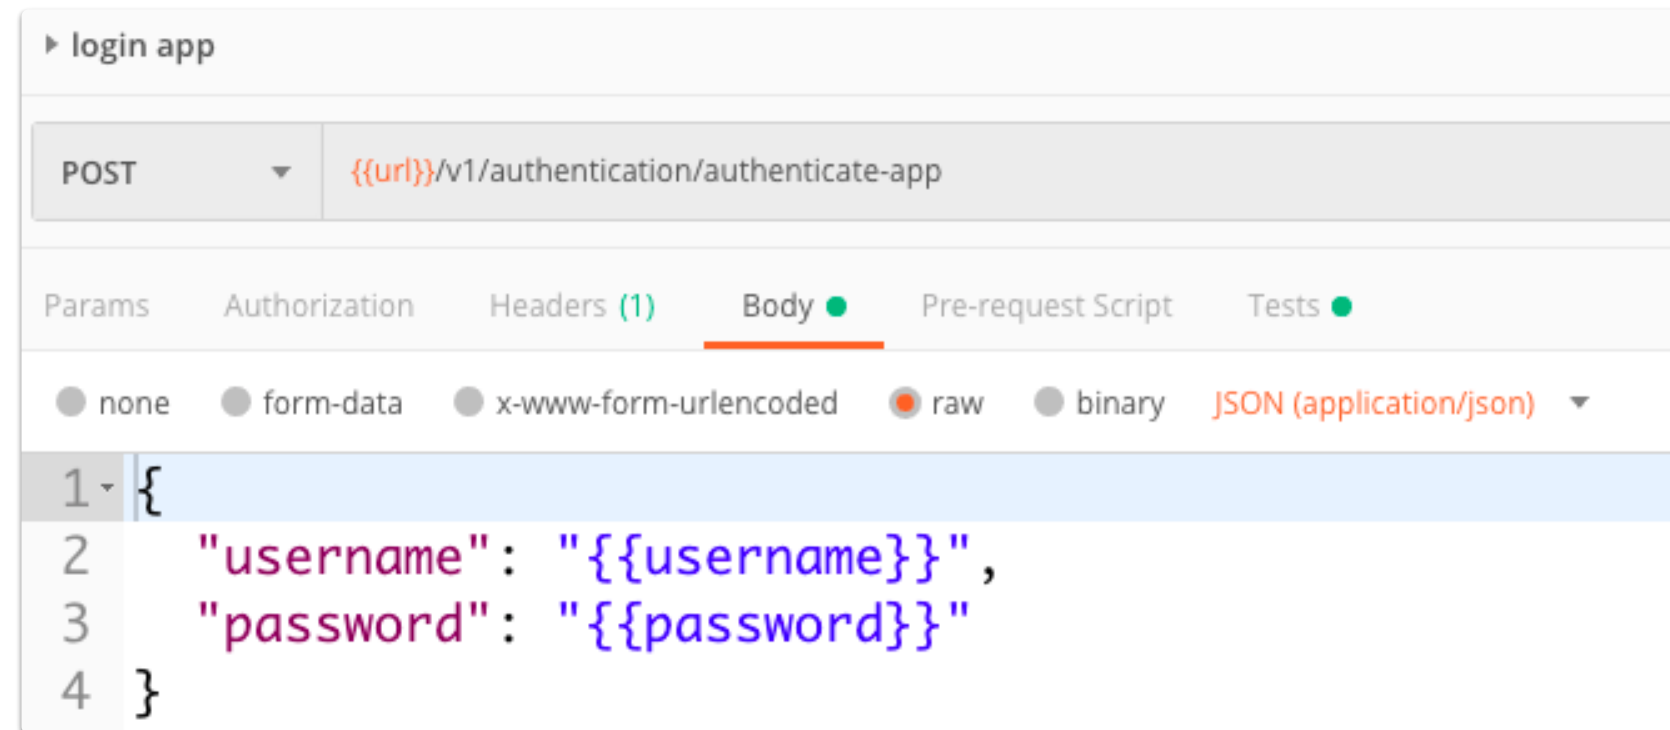 login app
POST {{url}}/v1/authentication/authenticate-app
Params Authorization Headers (1) Body Pre-request Script Tests
none form-data x-www-form-urlencoded raw binary JSON (application/json)
1 {
2 "username": "{{username}}",
3 "password": "{{password}}"
4 }